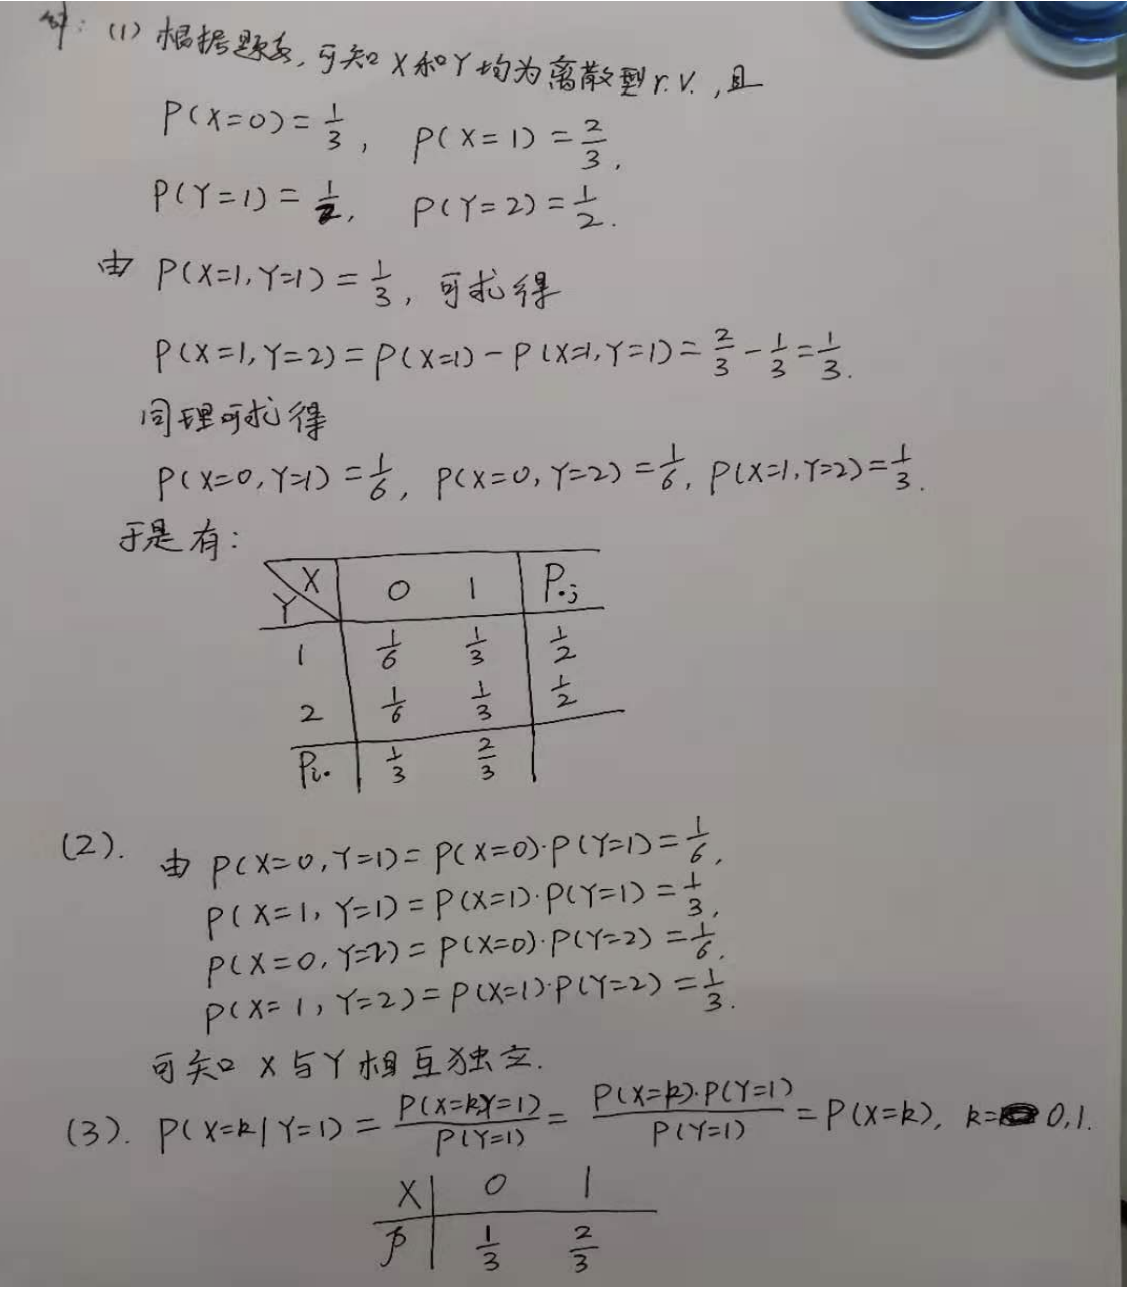 解: (1) 根据题意, 可知 X 和 Y 均为离散型 r.v. , 且
P(X=0) = 1/3 , P(X=1) = 2/3 .
P(Y=1) = 1/2 , P(Y=2) = 1/2 .
由 P(X=1, Y=1) = 1/3 , 可求得
P(X=1, Y=2) = P(X=1) - P(X=1, Y=1) = 2/3 - 1/3 = 1/3 .
同理可求得
P(X=0, Y=1) = 1/6 , P(X=0, Y=2) = 1/6 , P(X=1, Y=2) = 1/3 .
于是有:
X 0 1 P.j
Y
1 1/6 1/3 1/2
2 1/6 1/3 1/2
Pi. 1/3 2/3
(2). 由 P(X=0, Y=1) = P(X=0)·P(Y=1) = 1/6 ,
P(X=1, Y=1) = P(X=1)·P(Y=1) = 1/3 ,
P(X=0, Y=2) = P(X=0)·P(Y=2) = 1/6 .
P(X=1, Y=2) = P(X=1)·P(Y=2) = 1/3 .
可知 X 与 Y 相互独立.
(3). P(X=k | Y=1) = P(X=k,Y=1)/P(Y=1) = P(X=k)·P(Y=1)/P(Y=1) = P(X=k), k= 0,1.
X 0 1
P 1/3 2/3